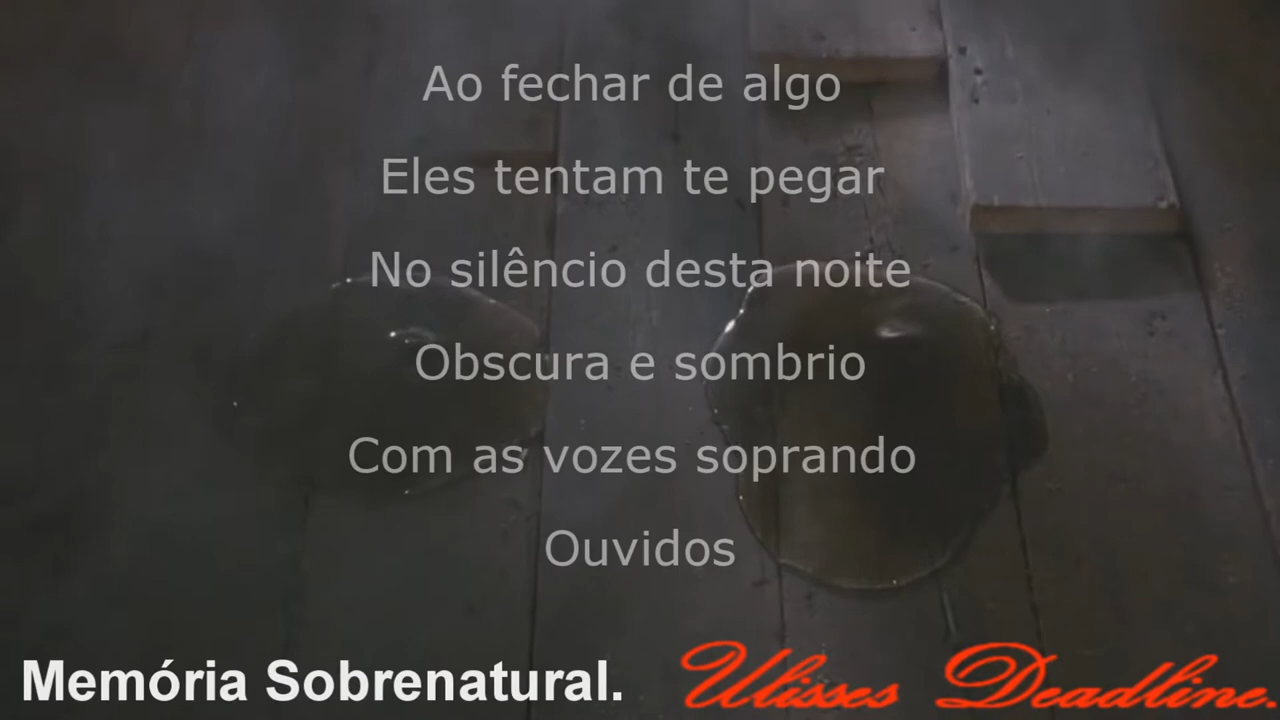 Ao fechar de algo
Eles tentam te pegar
No silêncio desta noite
Obscura e sombrio
Com as vozes soprando
Ouvidos
Memória Sobrenatural.
Ulisses Deadline.